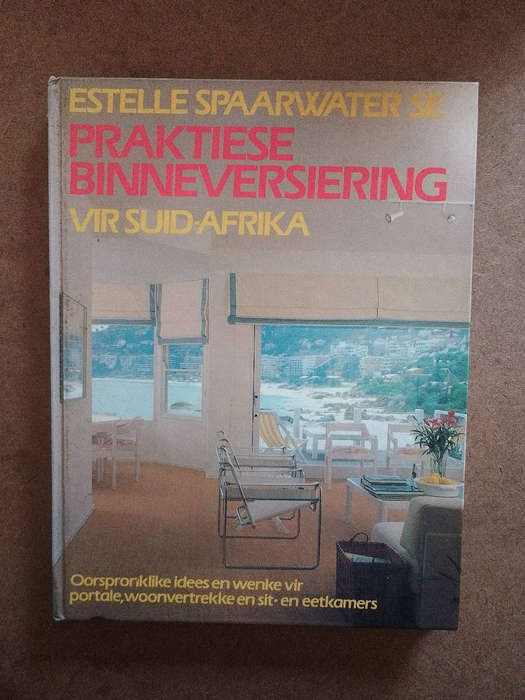 ESTELLE SPAARWATER SE
PRAKTIESE
BINNEVERSIERING
VIR SUID-AFRIKA
Oorspronklike idees en wenke vir
portale, woonvertrekke en sit- en eetkamers